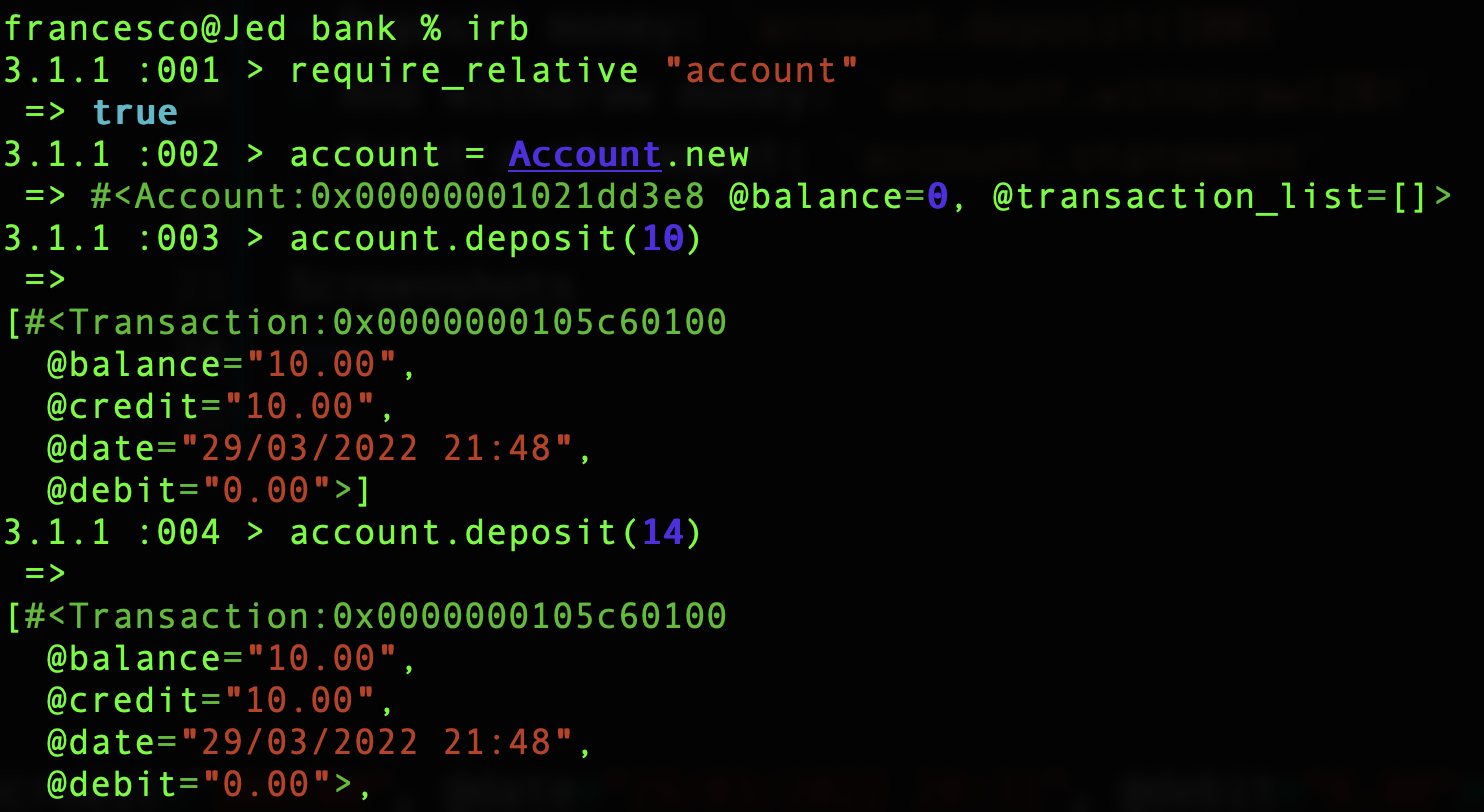 francesco@Jed bank % irb
3.1.1 :001 > require_relative "account"
 => true
3.1.1 :002 > account = Account.new
 => #<Account:0x00000001021dd3e8 @balance=0, @transaction_list=[]>
3.1.1 :003 > account.deposit(10)
 =>
[#<Transaction:0x0000000105c60100
  @balance="10.00",
  @credit="10.00",
  @date="29/03/2022 21:48",
  @debit="0.00">]
3.1.1 :004 > account.deposit(14)
 =>
[#<Transaction:0x0000000105c60100
  @balance="10.00",
  @credit="10.00",
  @date="29/03/2022 21:48",
  @debit="0.00">,